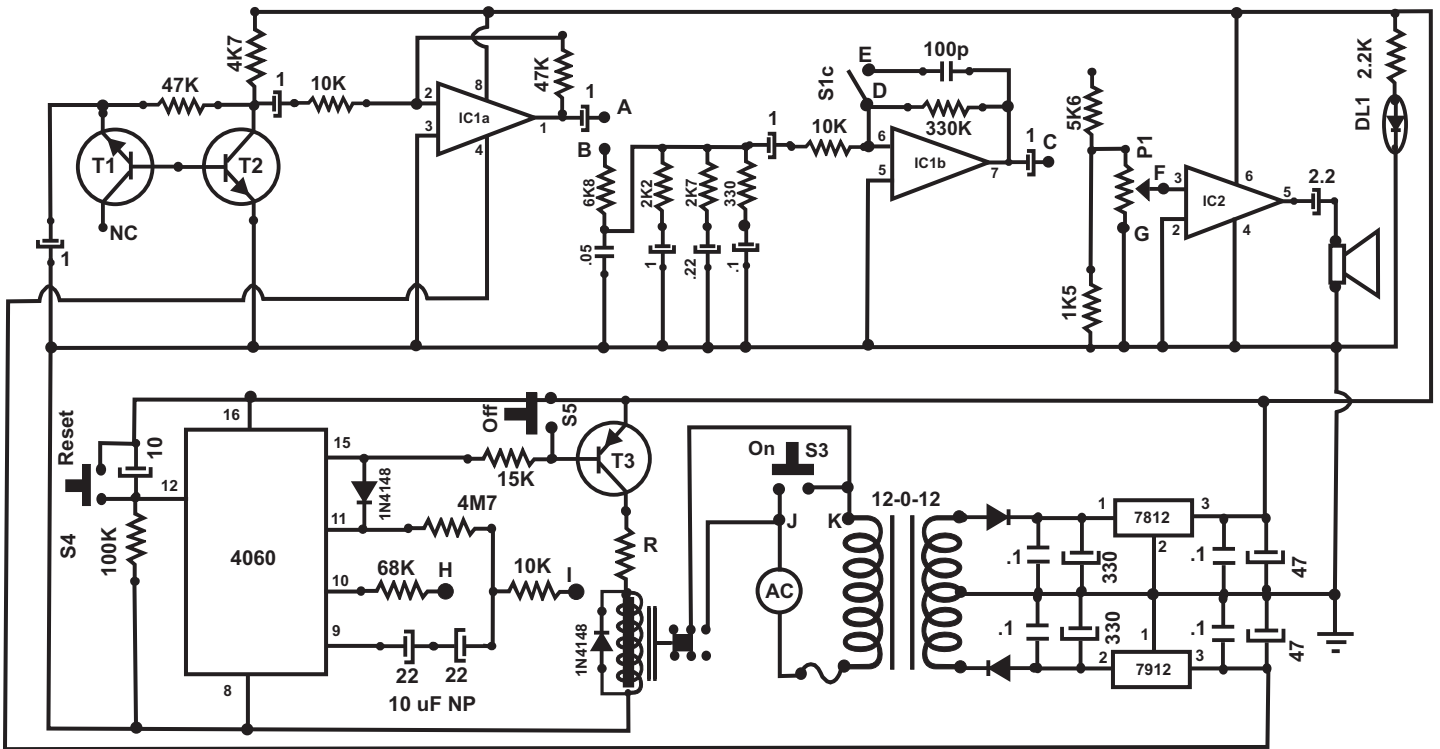 4K7
47K
1
10K
8
2
3
IC1a
1
4
47K
1
A
T1
T2
NC
1
B
6K8
.05
2K2
1
2K7
.22
330
.1
1
10K
S1c
E
D
100p
330K
6
5
IC1b
7
1
C
5K6
1K5
P1
F
G
3
2
IC2
6
5
4
2.2
2.2K
DL1
Reset
S4
10
100K
12
16
15
11
10
9
8
4060
1N4148
15K
Off
S5
T3
4M7
68K
H
10K
I
22
22
10 uF NP
R
1N4148
On
S3
J
K
AC
12-0-12
.1
330
.1
330
1
7812
3
2
1
2
7912
3
.1
47
.1
47